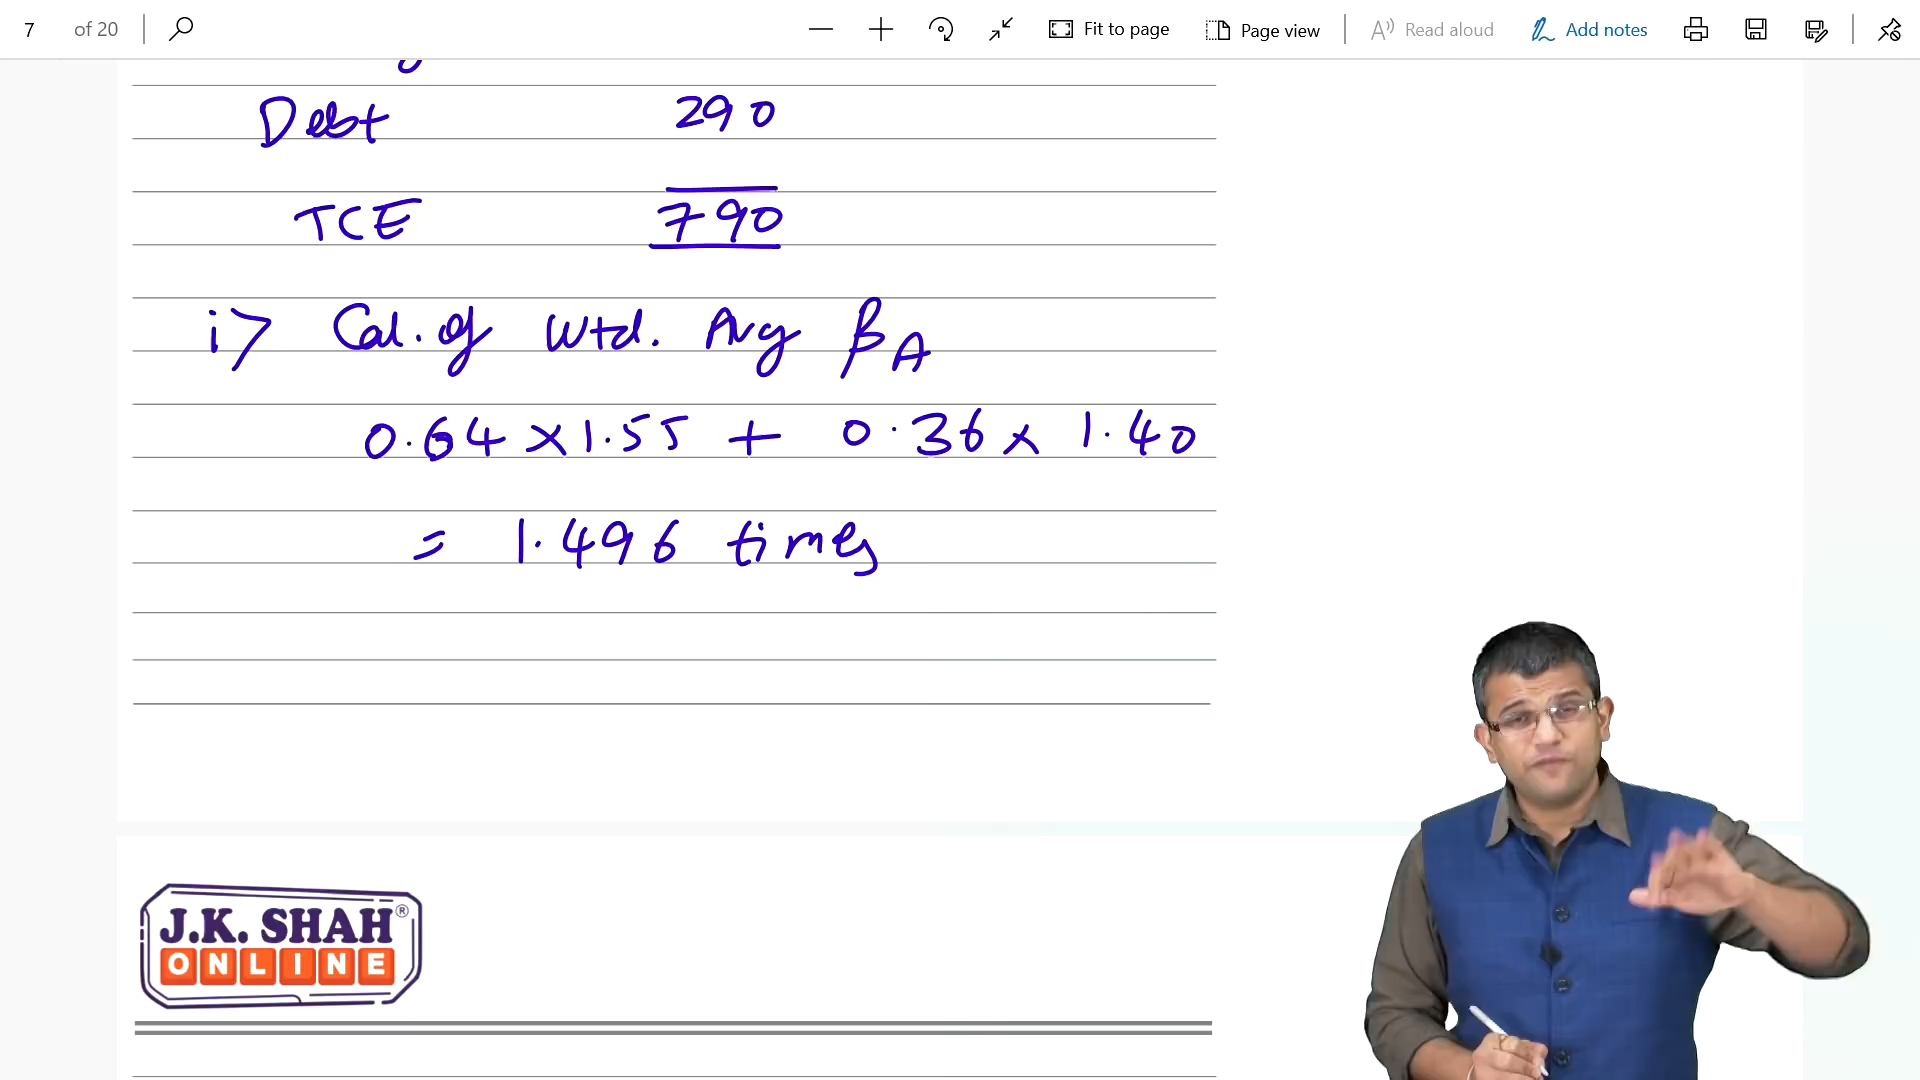 7 of 20 Fit to page Page view Read aloud Add notes
Debt 290
TCE 790
i> Cal. of Wtd. Avg βA
0.64 × 1.55 + 0.36 × 1.40
= 1.496 times
J.K. SHAH®
ONLINE